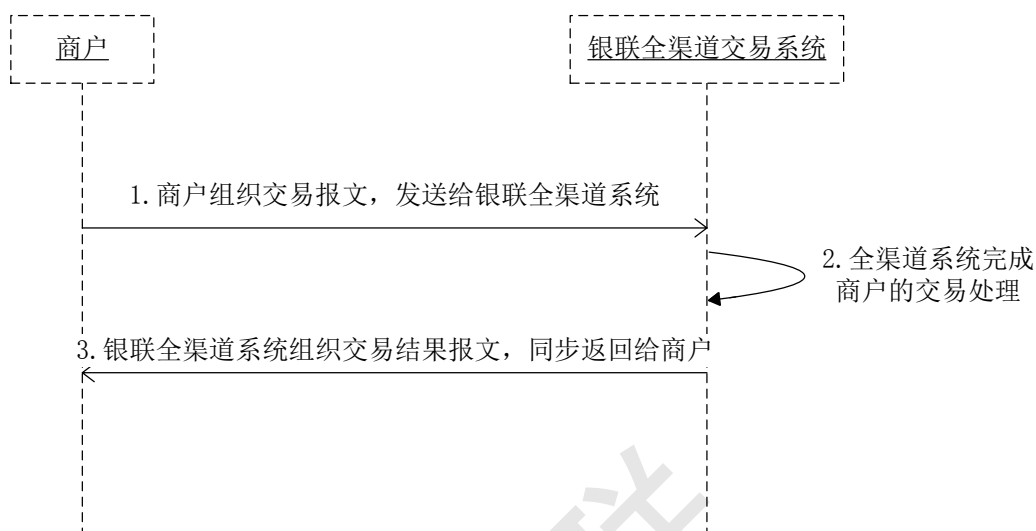 商户
银联全渠道交易系统
1.商户组织交易报文，发送给银联全渠道系统
2.全渠道系统完成
商户的交易处理
3.银联全渠道系统组织交易结果报文，同步返回给商户
联